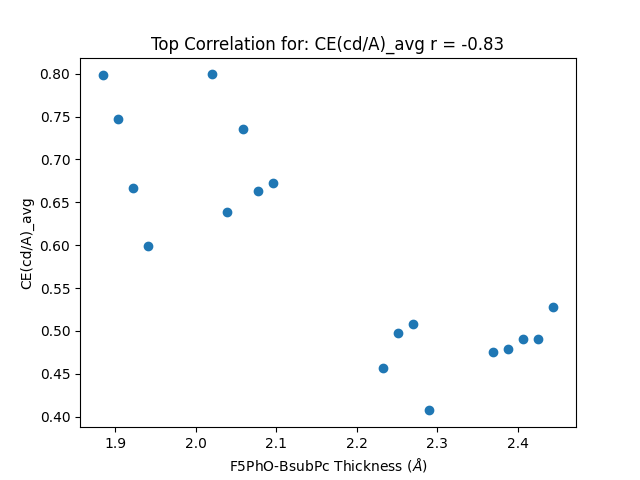 Top Correlation for: CE(cd/A)_avg r = -0.83
CE(cd/A)_avg
0.80
0.75
0.70
0.65
0.60
0.55
0.50
0.45
0.40
1.9 2.0 2.1 2.2 2.3 2.4
F5PhO-BsubPc Thickness (Å)